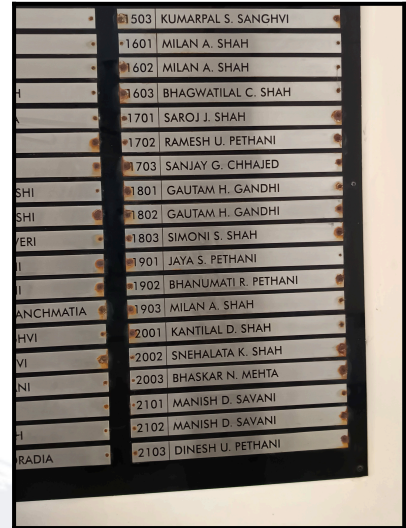 1503 KUMARPAL S. SANGHVI
1601 MILAN A. SHAH
1602 MILAN A. SHAH
1603 BHAGWATILAL C. SHAH
1701 SAROJ J. SHAH
1702 RAMESH U. PETHANI
1703 SANJAY G. CHHAJED
1801 GAUTAM H. GANDHI
1802 GAUTAM H. GANDHI
1803 SIMONI S. SHAH
1901 JAYA S. PETHANI
1902 BHANUMATI R. PETHANI
1903 MILAN A. SHAH
2001 KANTILAL D. SHAH
2002 SNEHALATA K. SHAH
2003 BHASKAR N. MEHTA
2101 MANISH D. SAVANI
2102 MANISH D. SAVANI
2103 DINESH U. PETHANI